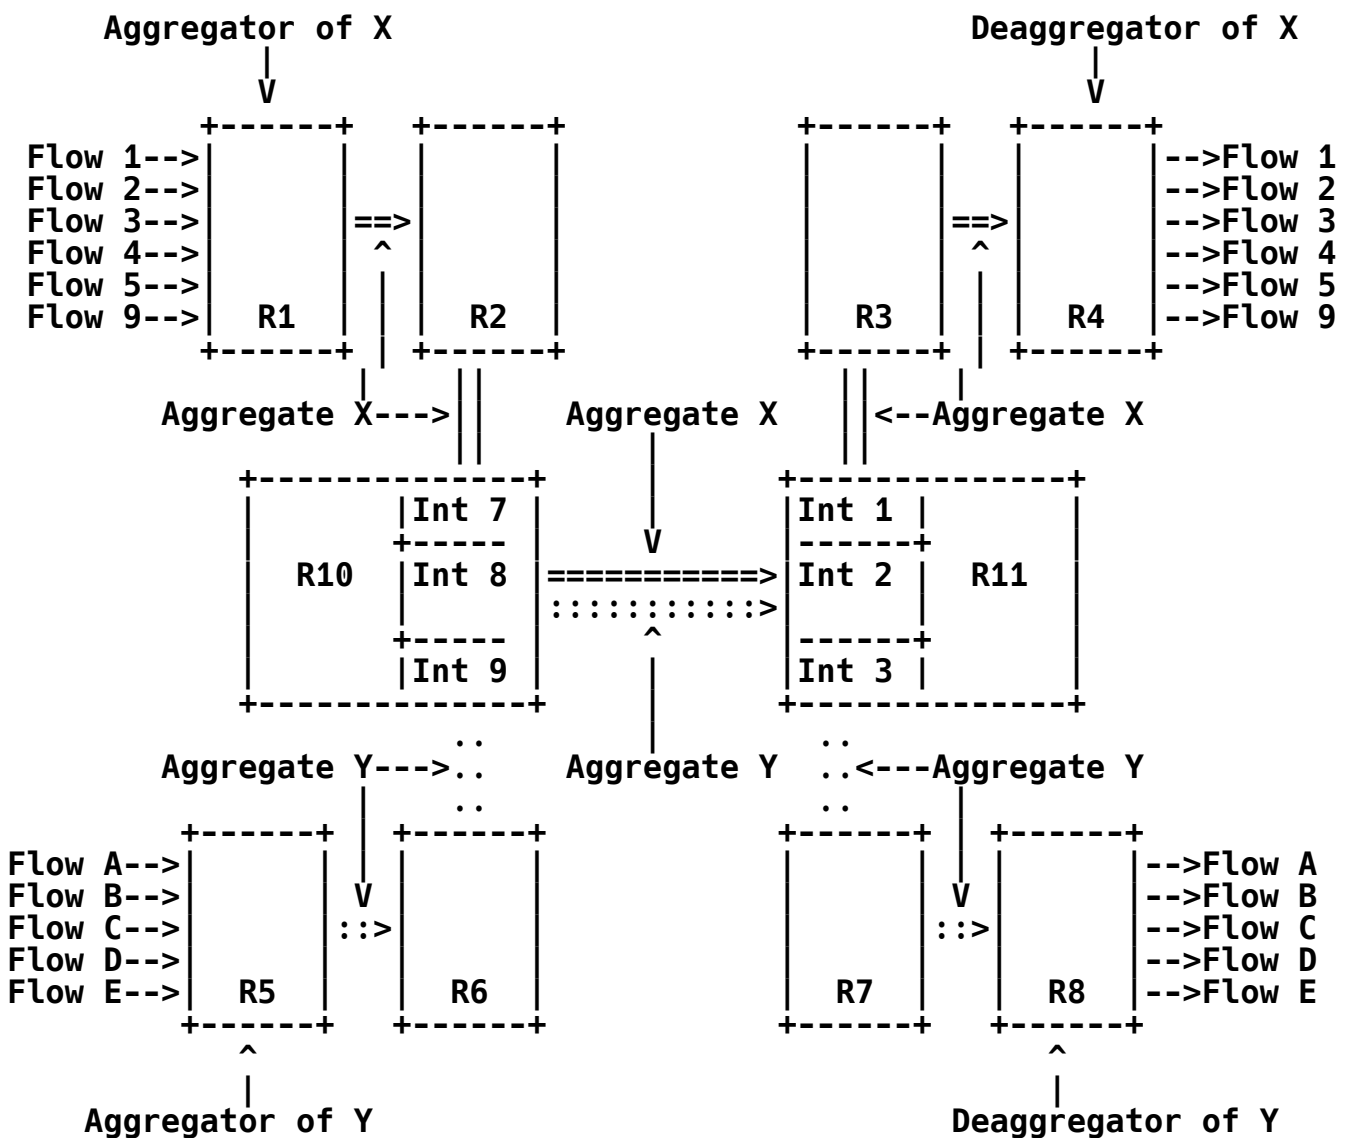 Aggregator of X                              Deaggregator of X
             |                                           |
             V                                           V
          +------+   +------+            +------+   +------+
 Flow 1-->|      |   |      |            |      |   |      |-->Flow 1
 Flow 2-->|      |   |      |            |      |   |      |-->Flow 2
 Flow 3-->|      |==>|      |            |      |==>|      |-->Flow 3
 Flow 4-->|      | ^ |      |            |      | ^ |      |-->Flow 4
 Flow 5-->|      | | |      |            |      | | |      |-->Flow 5
 Flow 9-->|  R1  | | |  R2  |            |  R3  | | |  R4  |-->Flow 9
          +------+ | +------+            +------+ | +------+
                  |    ||                  ||    |
        Aggregate X--->||    Aggregate X   ||<--Aggregate X
                       ||        |         ||
            +--------------+     |      +--------------+
            |       |Int 7 |     |      |Int 1 |       |
            |       +----- |     V      |------+       |
            |  R10  |Int 8 |===========>|Int 2 |  R11  |
            |       |      |:::::::::::>|      |       |
            |       +----- |     ^      |------+       |
            |       |Int 9 |     |      |Int 3 |       |
            +--------------+     |      +--------------+
                       ..        |        ..
        Aggregate Y--->..    Aggregate Y  ..<---Aggregate Y
                  |    ..                 ..    |
         +------+ | +------+            +------+ | +------+
Flow A-->|      | | |      |            |      | | |      |-->Flow A
Flow B-->|      | V |      |            |      | V |      |-->Flow B
Flow C-->|      |::>|      |            |      |::>|      |-->Flow C
Flow D-->|      |   |      |            |      |   |      |-->Flow D
Flow E-->|  R5  |   |  R6  |            |  R7  |   |  R8  |-->Flow E
         +------+   +------+            +------+   +------+
            ^                                         ^
            |                                         |
    Aggregator of Y                              Deaggregator of Y